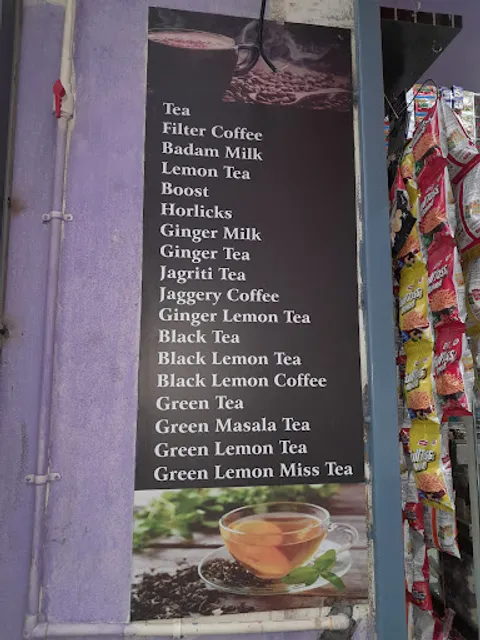 Tea
Filter Coffee
Badam Milk
Lemon Tea
Boost
Horlicks
Ginger Milk
Ginger Tea
Jagriti Tea
Jaggery Coffee
Ginger Lemon Tea
Black Tea
Black Lemon Tea
Black Lemon Coffee
Green Tea
Green Masala Tea
Green Lemon Tea
Green Lemon Miss Tea